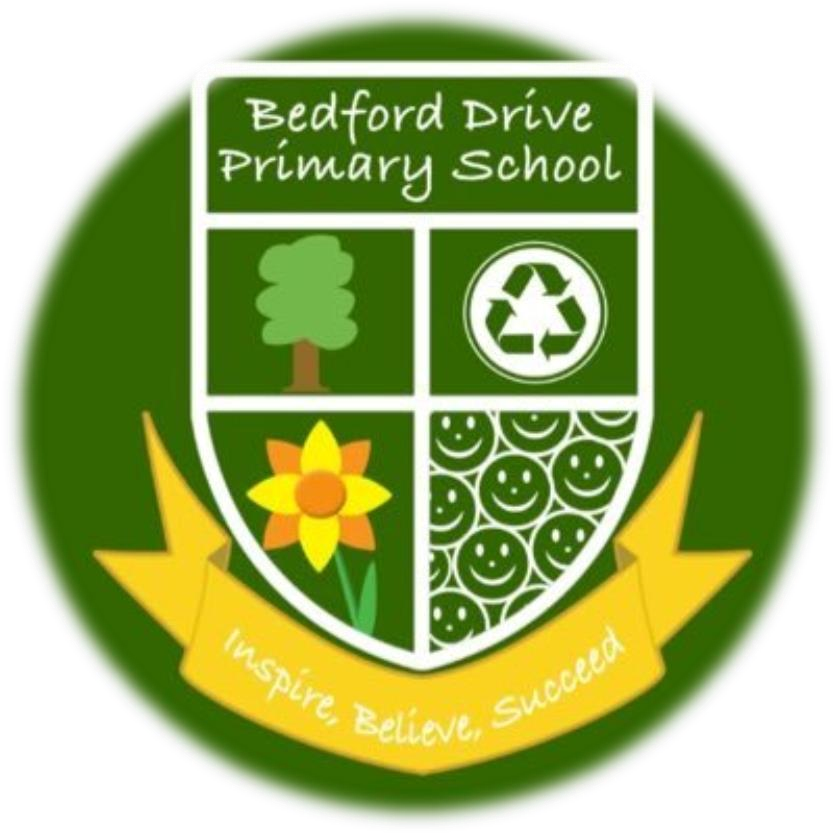 Bedford Drive
Primary School
Inspire, Believe, Succeed